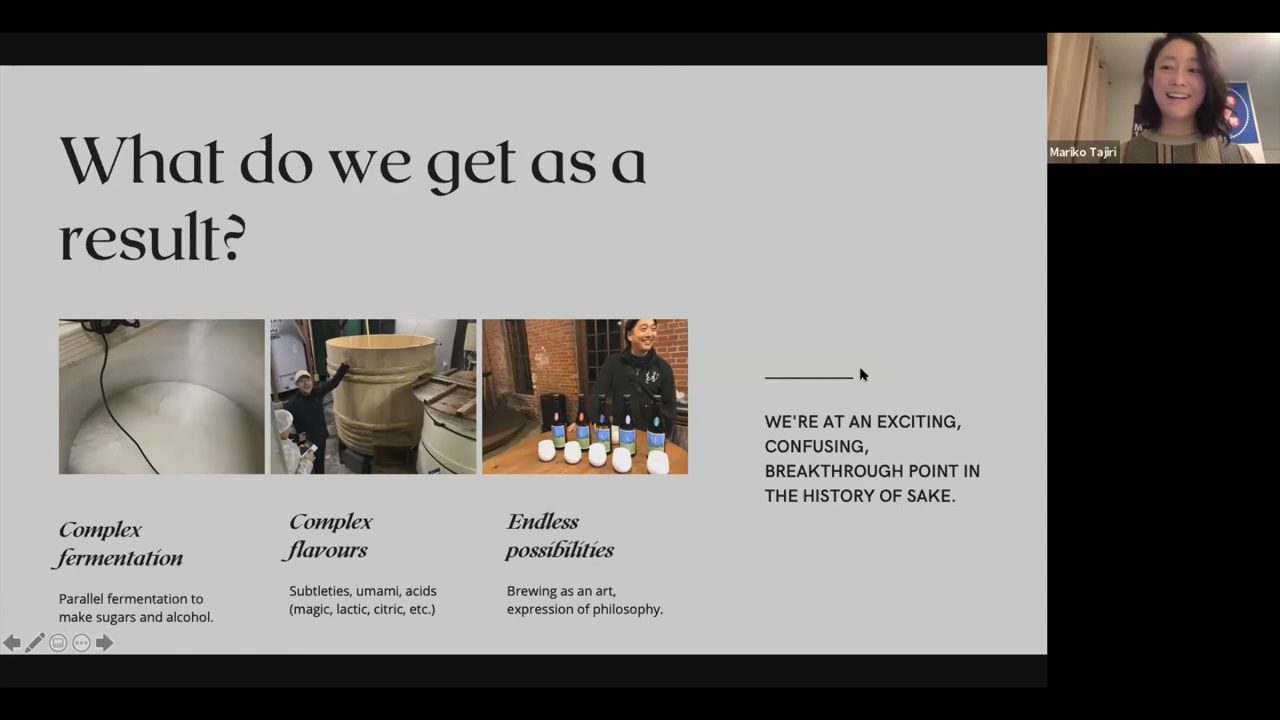 What do we get as a
result?
Complex
fermentation
Parallel fermentation to
make sugars and alcohol.
Complex
flavours
Subtleties, umami, acids
(magic, lactic, citric, etc.)
Endless
possibilities
Brewing as an art,
expression of philosophy.
WE'RE AT AN EXCITING,
CONFUSING,
BREAKTHROUGH POINT IN
THE HISTORY OF SAKE.
Mariko Tajiri